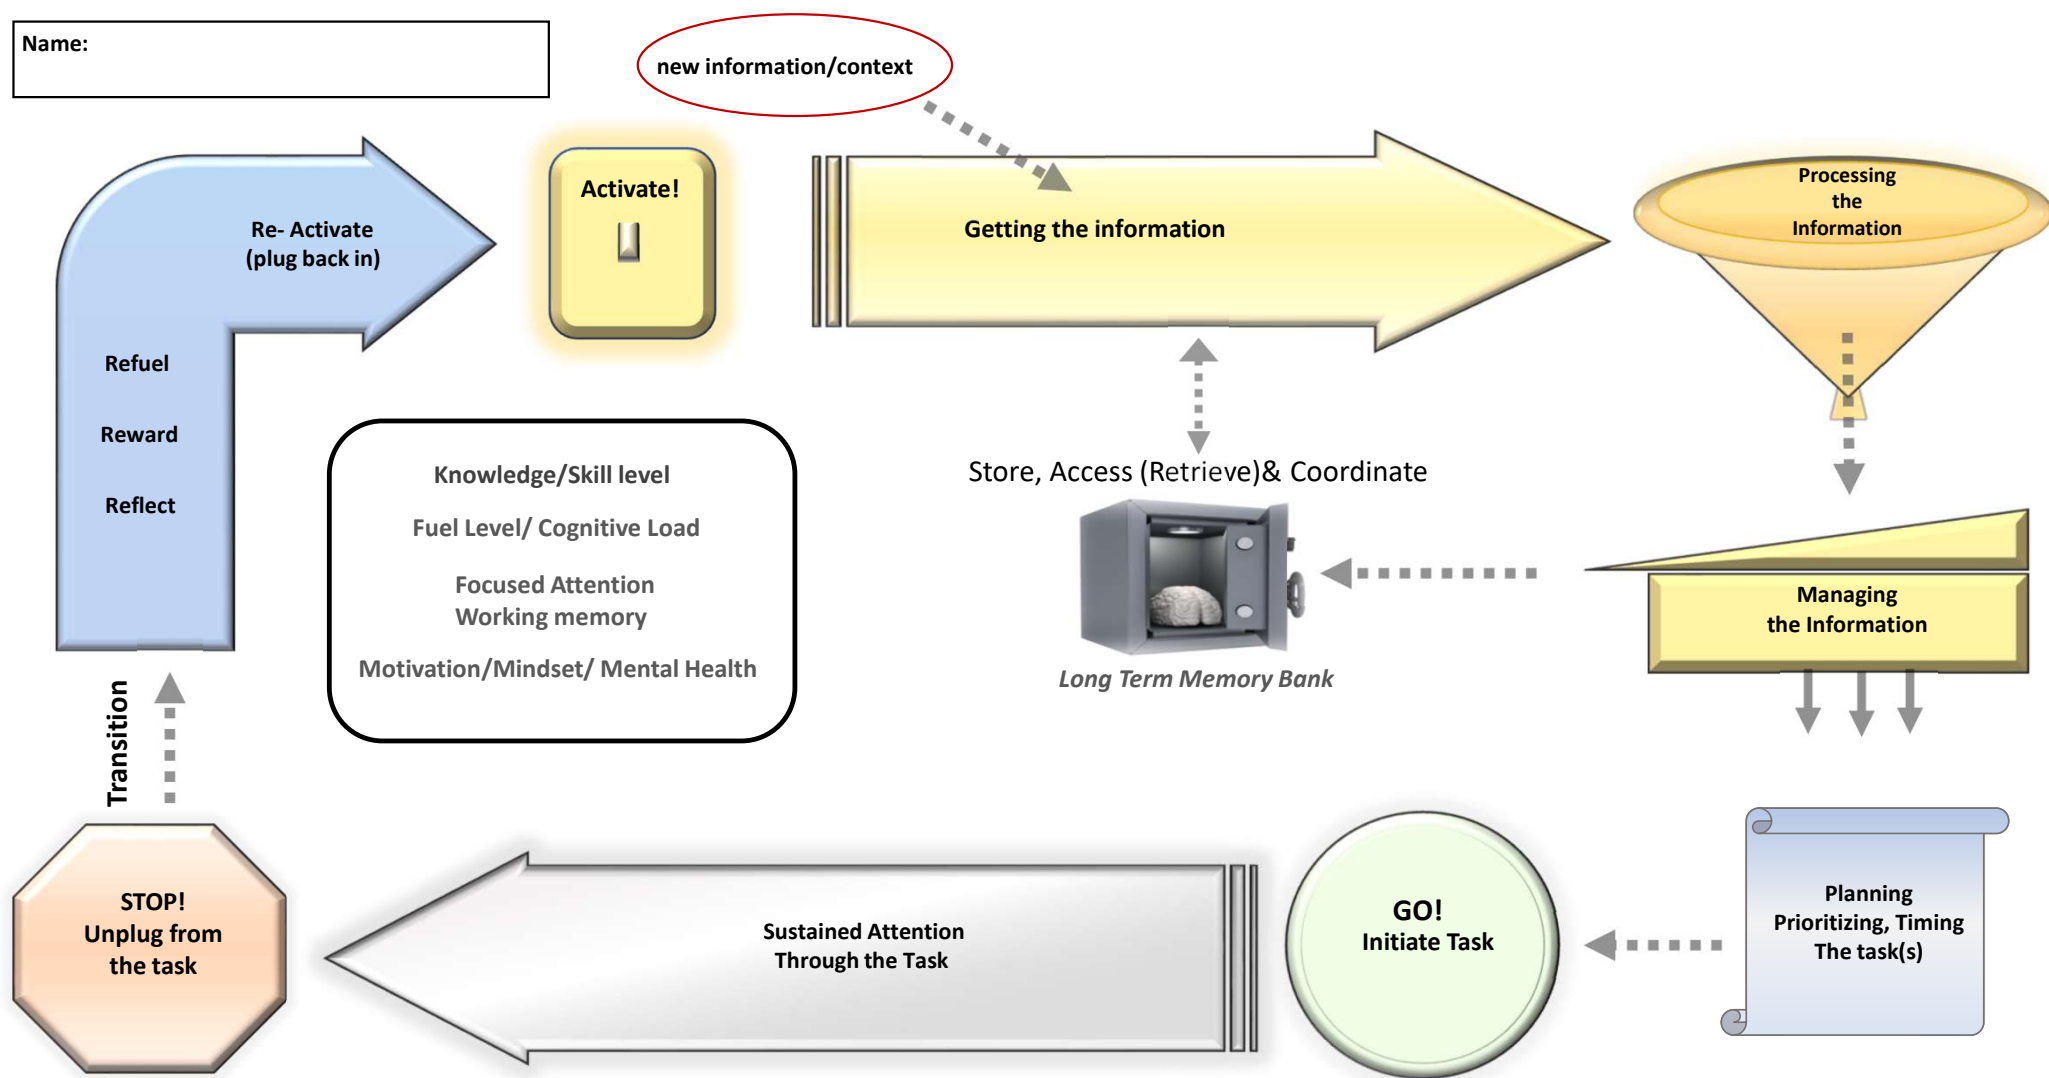 Name:
new information/context
Activate!
Re- Activate
(plug back in)
Getting the information
Processing
the
Information
Refuel
Reward
Reflect
Knowledge/Skill level
Fuel Level/ Cognitive Load
Focused Attention
Working memory
Motivation/Mindset/ Mental Health
Store, Access (Retrieve)& Coordinate
Long Term Memory Bank
Managing
the Information
Transition
STOP!
Unplug from
the task
Sustained Attention
Through the Task
GO!
Initiate Task
Planning
Prioritizing, Timing
The task(s)